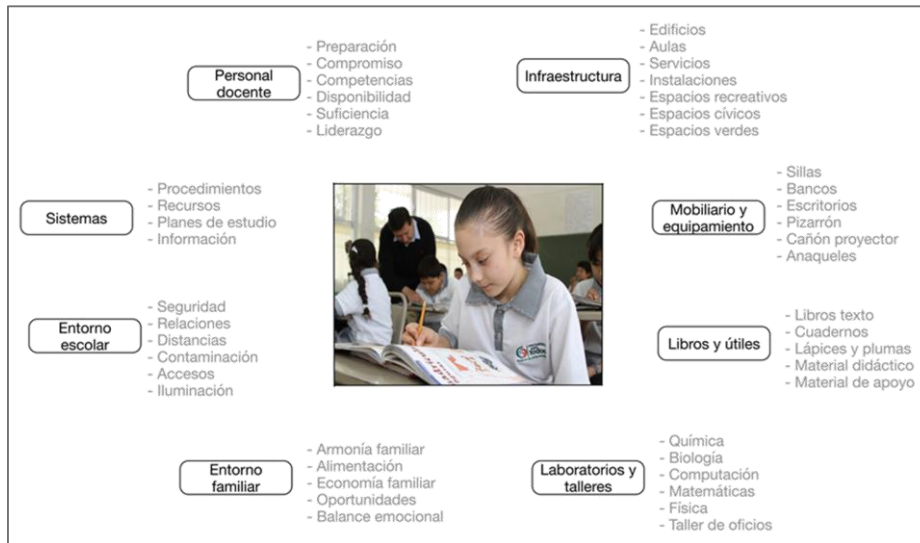 Personal
docente
- Preparación
- Compromiso
- Competencias
- Disponibilidad
- Suficiencia
- Liderazgo
Infraestructura
- Edificios
- Aulas
- Servicios
- Instalaciones
- Espacios recreativos
- Espacios cívicos
- Espacios verdes
Sistemas
- Procedimientos
- Recursos
- Planes de estudio
- Información
Mobiliario y
equipamiento
- Sillas
- Bancos
- Escritorios
- Pizarrón
- Cañón proyector
- Anaqueles
Entorno
escolar
- Seguridad
- Relaciones
- Distancias
- Contaminación
- Accesos
- Iluminación
Libros y útiles
- Libros texto
- Cuadernos
- Lápices y plumas
- Material didáctico
- Material de apoyo
Entorno
familiar
- Armonía familiar
- Alimentación
- Economía familiar
- Oportunidades
- Balance emocional
Laboratorios y
talleres
- Química
- Biología
- Computación
- Matemáticas
- Física
- Taller de oficios